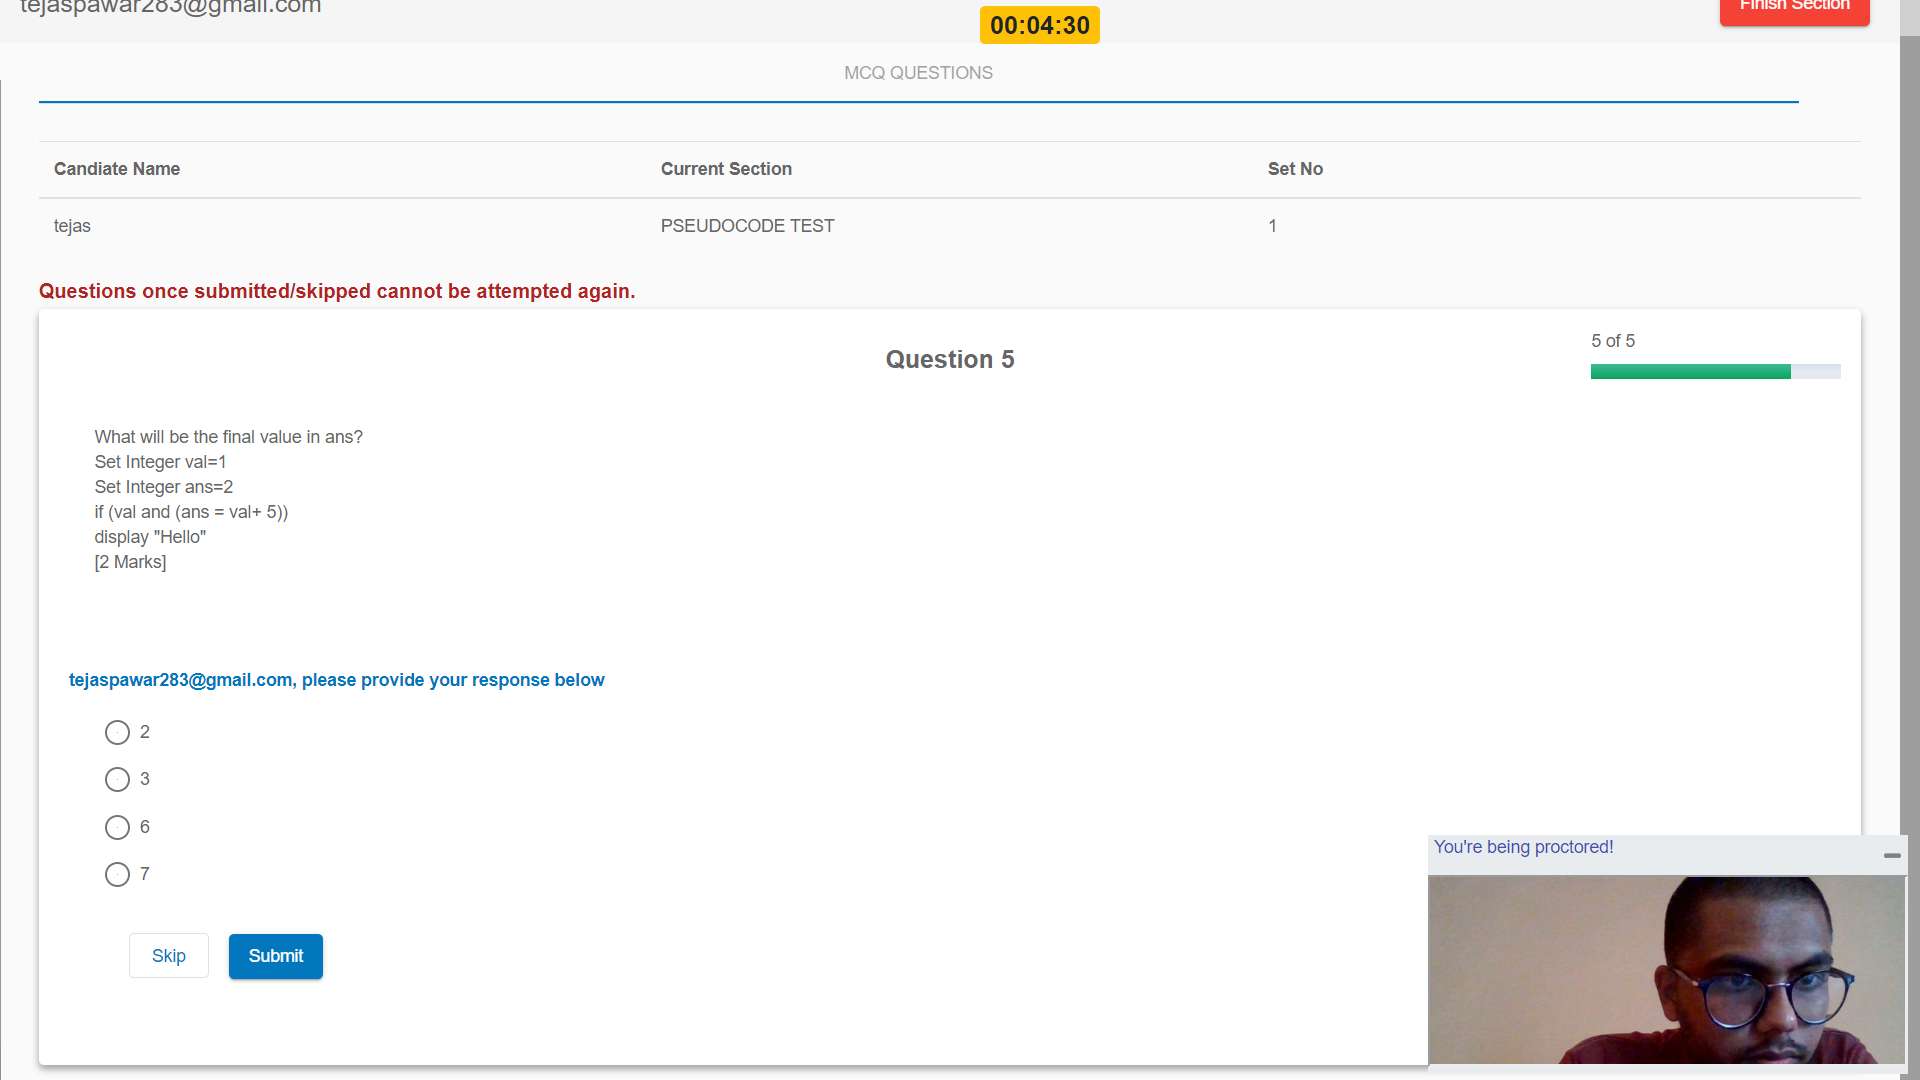 tejaspawar283@gmail.com
00:04:30
Finish Section
MCQ QUESTIONS
Candiate Name Current Section Set No
tejas PSEUDOCODE TEST 1
Questions once submitted/skipped cannot be attempted again.
5 of 5
Question 5
What will be the final value in ans?
Set Integer val=1
Set Integer ans=2
if (val and (ans = val+ 5))
display "Hello"
[2 Marks]
tejaspawar283@gmail.com, please provide your response below
2
3
6
7
Skip Submit
You're being proctored!